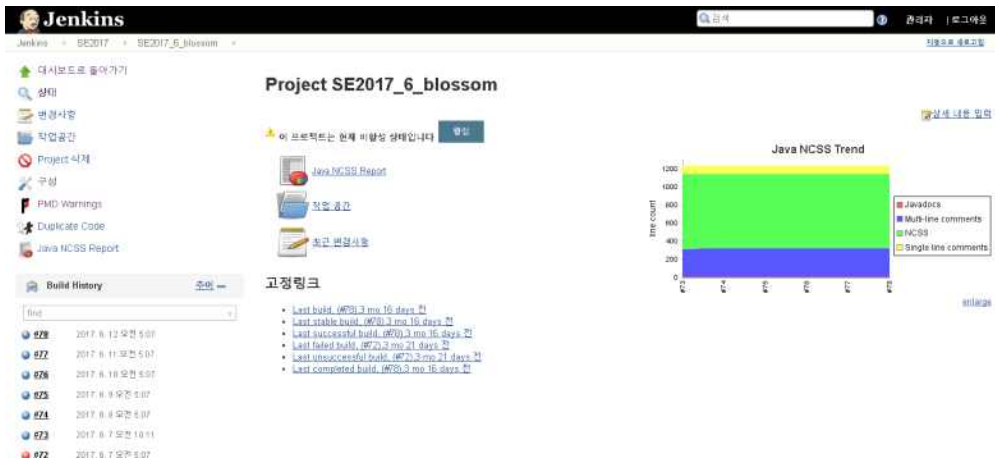 Jenkins
검색
관리자 | 로그아웃
Jenkins
SE2017
SE2017_6_blossom
자동으로 새로고침
대시보드로 돌아가기
상태
변경사항
작업공간
Project 삭제
구성
PMD Warnings
Duplicate Code
Java NCSS Report
Build History
추이
find
#78 2017. 6. 12 오전 5:07
#77 2017. 6. 11 오전 5:07
#76 2017. 6. 10 오전 5:07
#75 2017. 6. 9 오전 5:07
#74 2017. 6. 8 오전 5:07
#73 2017. 6. 7 오전 10:11
#72 2017. 6. 7 오전 5:07
Project SE2017_6_blossom
상세 내용 입력
이 프로젝트는 현재 비활성 상태입니다
Java NCSS Report
작업 공간
최근 변경사항
고정링크
Last build, (#78), 3 mo 16 days 전
Last stable build, (#78), 3 mo 16 days 전
Last successful build, (#78), 3 mo 16 days 전
Last failed build, (#72), 3 mo 21 days 전
Last unsuccessful build, (#72), 3 mo 21 days 전
Last completed build, (#78), 3 mo 16 days 전
Java NCSS Trend
line count
1200
1000
800
600
400
200
0
#73
#74
#75
#76
#77
#78
Javadocs
Multi-line comments
NCSS
Single line comments
enlarge